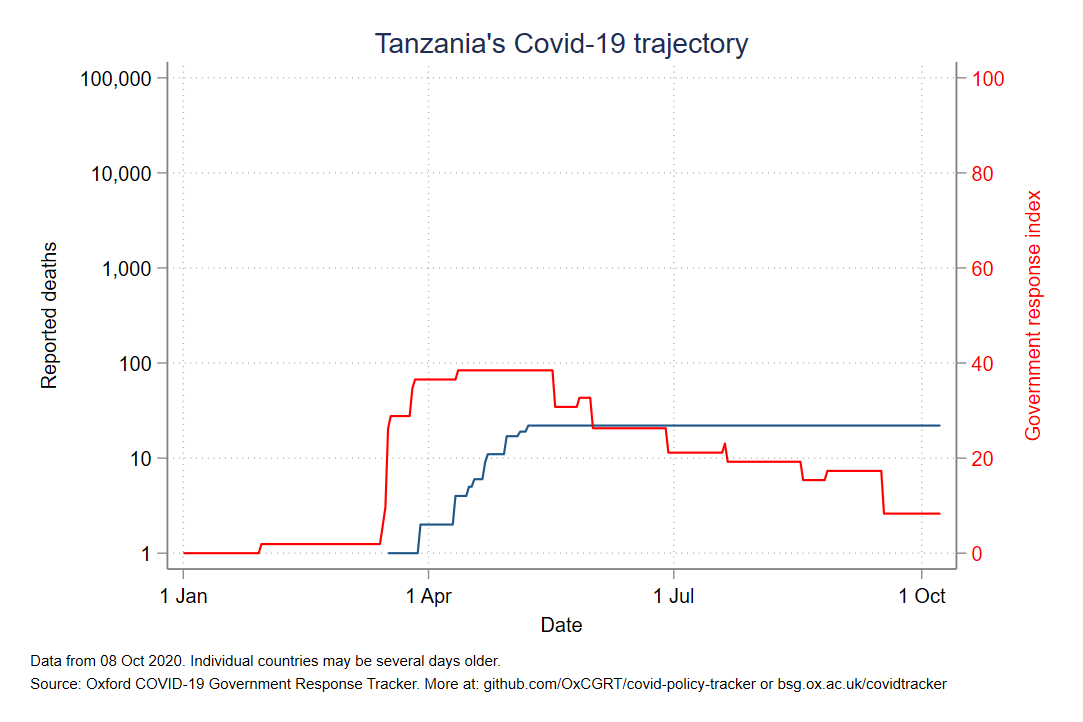 Tanzania's Covid-19 trajectory
100,000
10,000
1,000
100
10
1
Reported deaths
100
80
60
40
20
0
Government response index
1 Jan
1 Apr
1 Jul
1 Oct
Date
Data from 08 Oct 2020. Individual countries may be several days older.
Source: Oxford COVID-19 Government Response Tracker. More at: github.com/OxCGRT/covid-policy-tracker or bsg.ox.ac.uk/covidtracker